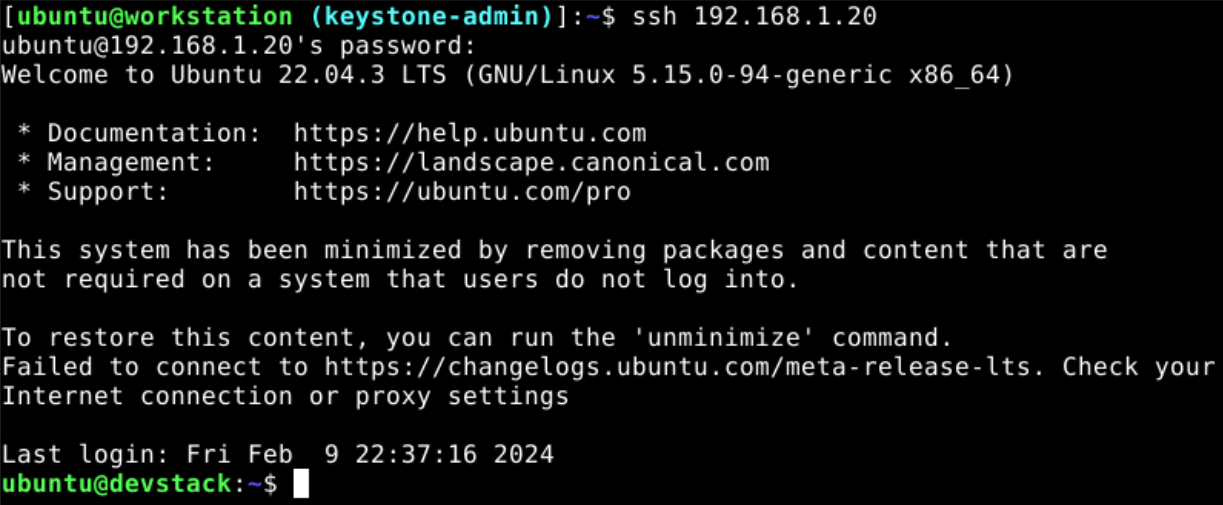 [ubuntu@workstation (keystone-admin)]:~$ ssh 192.168.1.20
ubuntu@192.168.1.20's password:
Welcome to Ubuntu 22.04.3 LTS (GNU/Linux 5.15.0-94-generic x86_64)

 * Documentation:  https://help.ubuntu.com
 * Management:     https://landscape.canonical.com
 * Support:        https://ubuntu.com/pro

This system has been minimized by removing packages and content that are
not required on a system that users do not log into.

To restore this content, you can run the 'unminimize' command.
Failed to connect to https://changelogs.ubuntu.com/meta-release-lts. Check your
Internet connection or proxy settings

Last login: Fri Feb  9 22:37:16 2024
ubuntu@devstack:~$